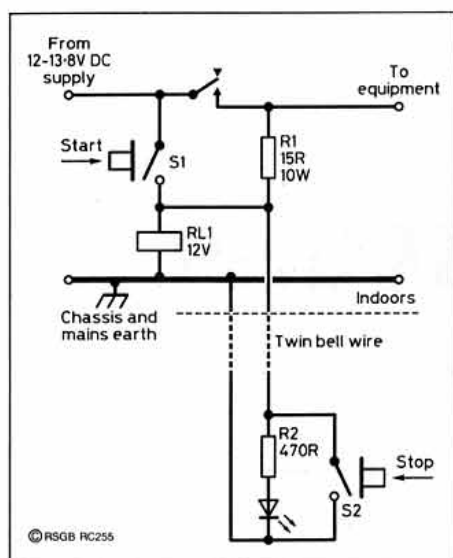 From
12-13·8V DC
supply
To
equipment
Start
S1
R1
15R
10W
RL1
12V
Chassis and
mains earth
Indoors
Twin bell wire
R2
470R
Stop
S2
©RSGB RC255